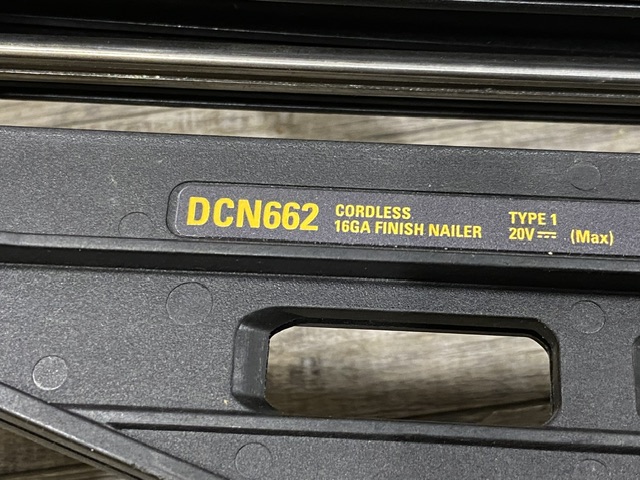 DCN662
CORDLESS
16GA FINISH NAILER
TYPE 1
20V⎓ (Max)